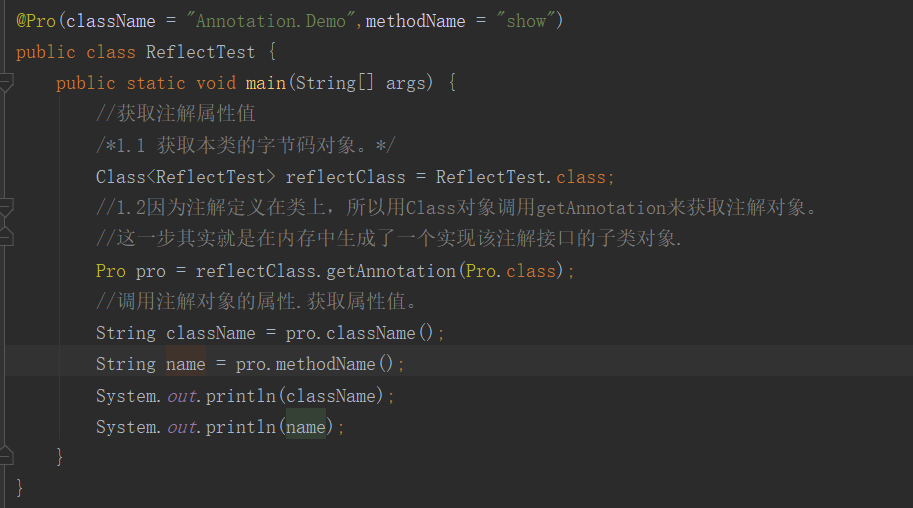 @Pro(className = "Annotation.Demo",methodName = "show")
public class ReflectTest {
public static void main(String[] args) {
//获取注解属性值
/*1.1 获取本类的字节码对象。*/
Class<ReflectTest> reflectClass = ReflectTest.class;
//1.2因为注解定义在类上，所以用Class对象调用getAnnotation来获取注解对象。
//这一步其实就是在内存中生成了一个实现该注解接口的子类对象.
Pro pro = reflectClass.getAnnotation(Pro.class);
//调用注解对象的属性.获取属性值。
String className = pro.className();
String name = pro.methodName();
System.out.println(className);
System.out.println(name);
}
}